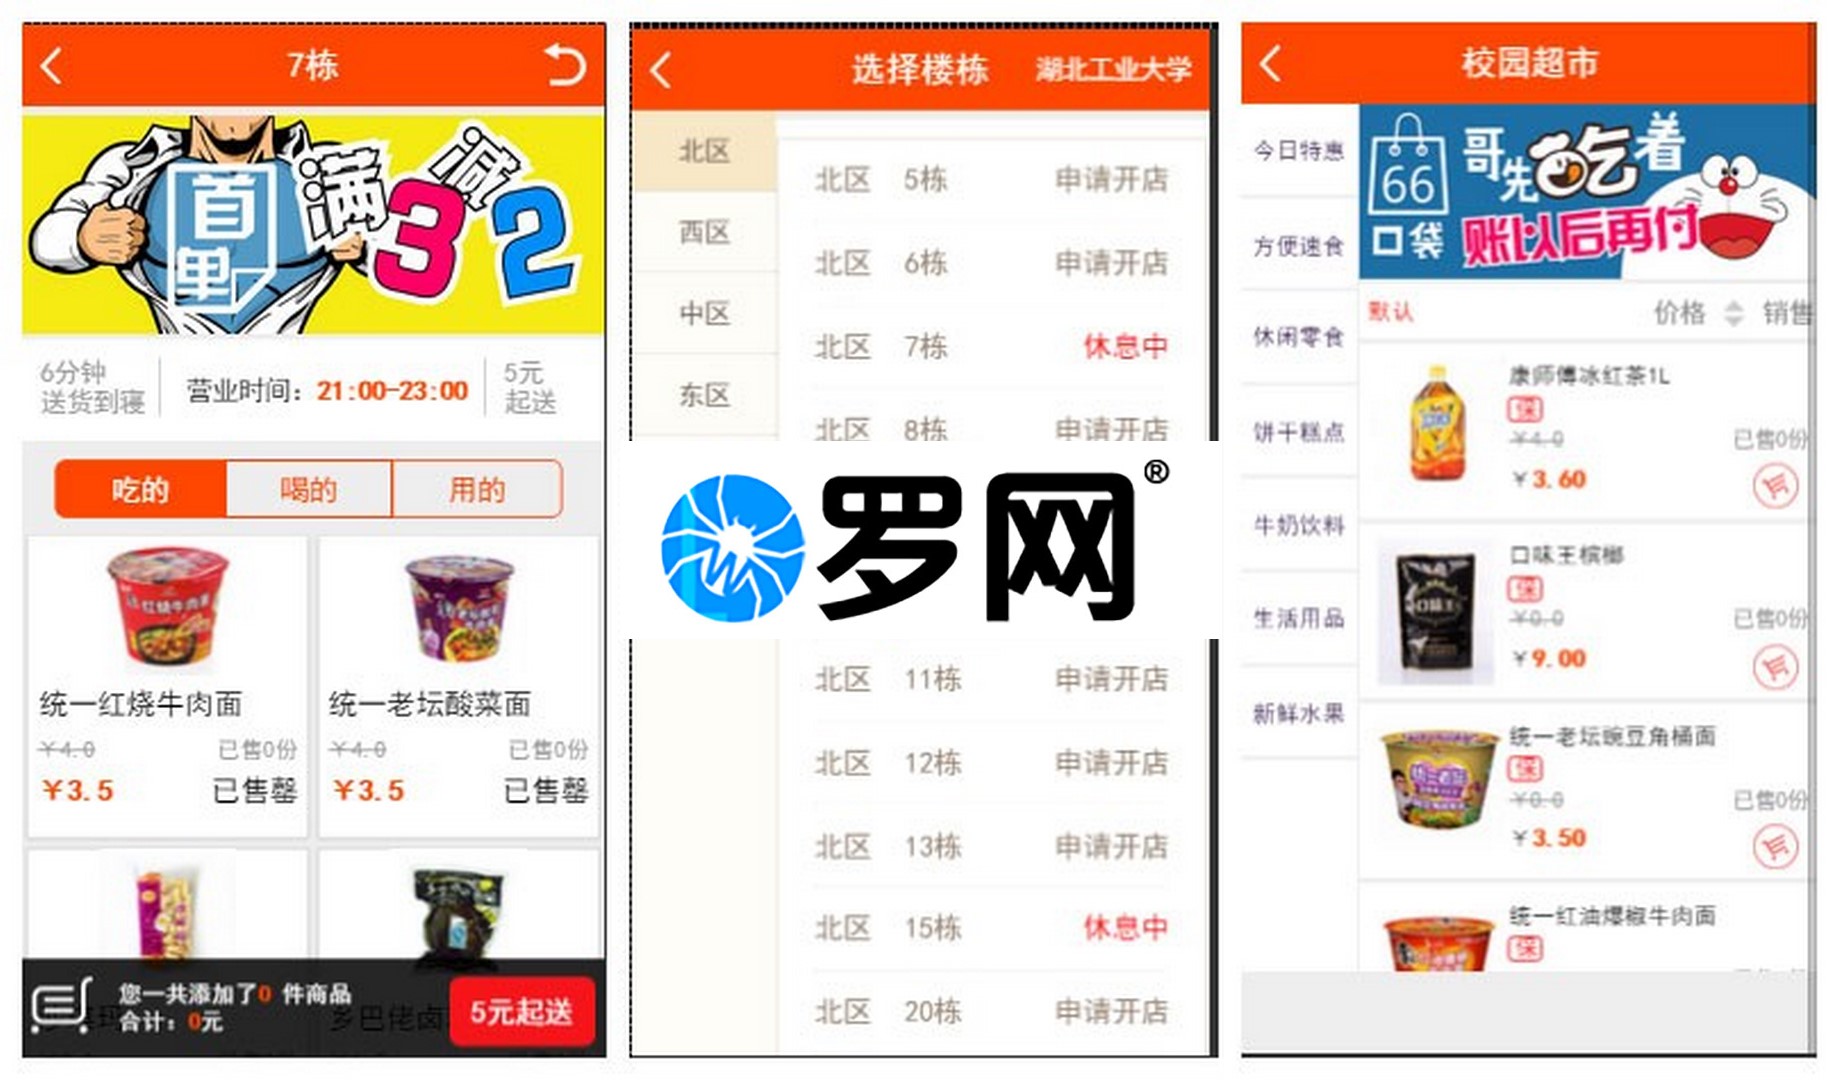 7栋
首单
满3减2
6分钟
送货到寝
营业时间：21:00-23:00
5元
起送
吃的
喝的
用的
统一红烧牛肉面
¥4.0 已售0份
¥3.5 已售罄
统一老坛酸菜面
¥4.0 已售0份
¥3.5 已售罄
您一共添加了0 件商品
合计：0元
乡巴佬卤
5元起送
选择楼栋
湖北工业大学
北区
西区
中区
东区
北区 5栋 申请开店
北区 6栋 申请开店
北区 7栋 休息中
北区 8栋 申请开店
罗网®
北区 11栋 申请开店
北区 12栋 申请开店
北区 13栋 申请开店
北区 15栋 休息中
北区 20栋 申请开店
校园超市
今日特惠
方便速食
休闲零食
饼干糕点
牛奶饮料
生活用品
新鲜水果
66
口袋
哥先吃着
账以后再付
默认 价格 销售
康师傅冰红茶1L
保
¥4.0 已售0份
¥3.60
口味王槟榔
保
¥0.0 已售0份
¥9.00
统一老坛豌豆角桶面
保
¥0.0 已售0份
¥3.50
统一红油爆椒牛肉面
保